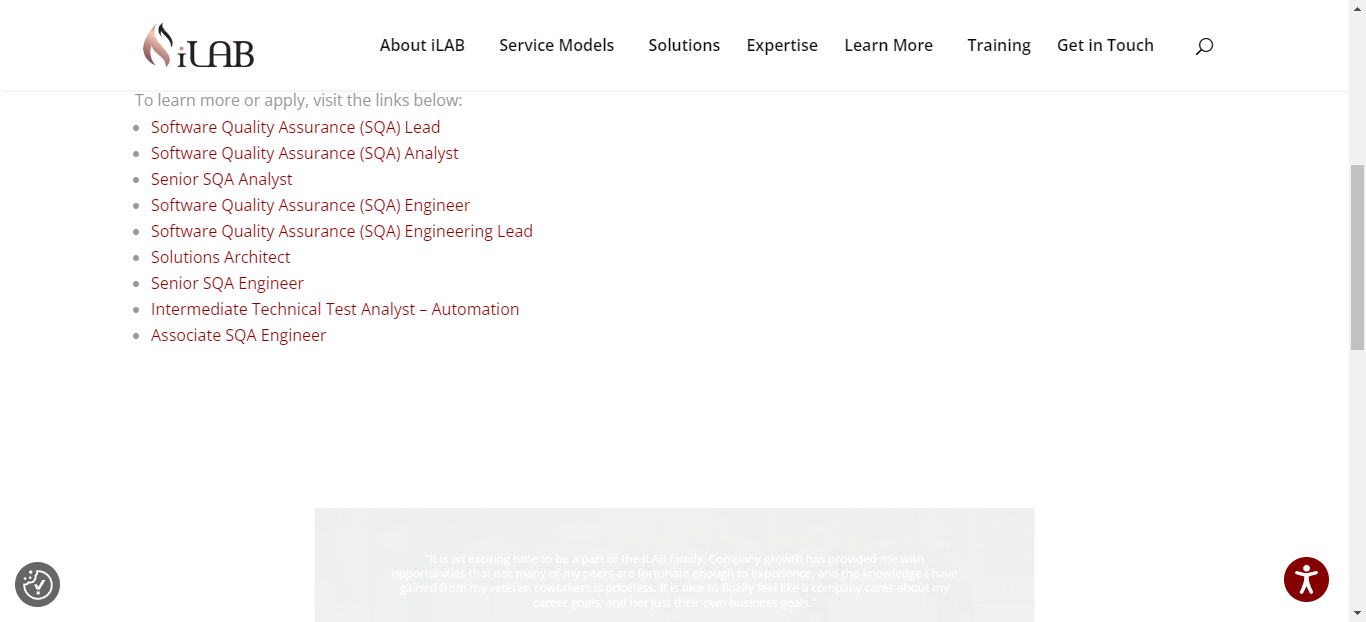 iLAB
About iLAB Service Models Solutions Expertise Learn More Training Get in Touch
To learn more or apply, visit the links below:
Software Quality Assurance (SQA) Lead
Software Quality Assurance (SQA) Analyst
Senior SQA Analyst
Software Quality Assurance (SQA) Engineer
Software Quality Assurance (SQA) Engineering Lead
Solutions Architect
Senior SQA Engineer
Intermediate Technical Test Analyst – Automation
Associate SQA Engineer
"It is an exciting time to be a part of the iLAB family. Company growth has provided me with
opportunities that not many of my peers are fortunate enough to experience, and the knowledge I have
gained from my veteran coworkers is priceless. It is nice to finally feel like a company cares about my
career goals, and not just their own business goals."